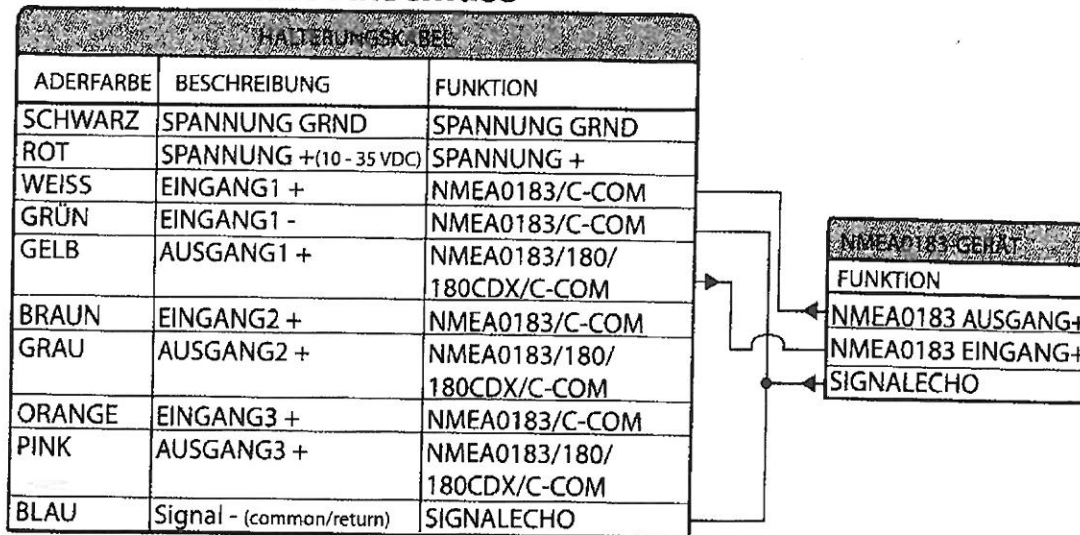 HALTERUNGSKABEL
ADERFARBE BESCHREIBUNG FUNKTION
SCHWARZ SPANNUNG GRND SPANNUNG GRND
ROT SPANNUNG +(10 - 35 VDC) SPANNUNG +
WEISS EINGANG1 + NMEA0183/C-COM
GRÜN EINGANG1 - NMEA0183/C-COM
GELB AUSGANG1 + NMEA0183/180/
180CDX/C-COM
BRAUN EINGANG2 + NMEA0183/C-COM
GRAU AUSGANG2 + NMEA0183/180/
180CDX/C-COM
ORANGE EINGANG3 + NMEA0183/C-COM
PINK AUSGANG3 + NMEA0183/180/
180CDX/C-COM
BLAU Signal - (common/return) SIGNALECHO
NMEA0183 GERÄT
FUNKTION
NMEA0183 AUSGANG+
NMEA0183 EINGANG+
SIGNALECHO